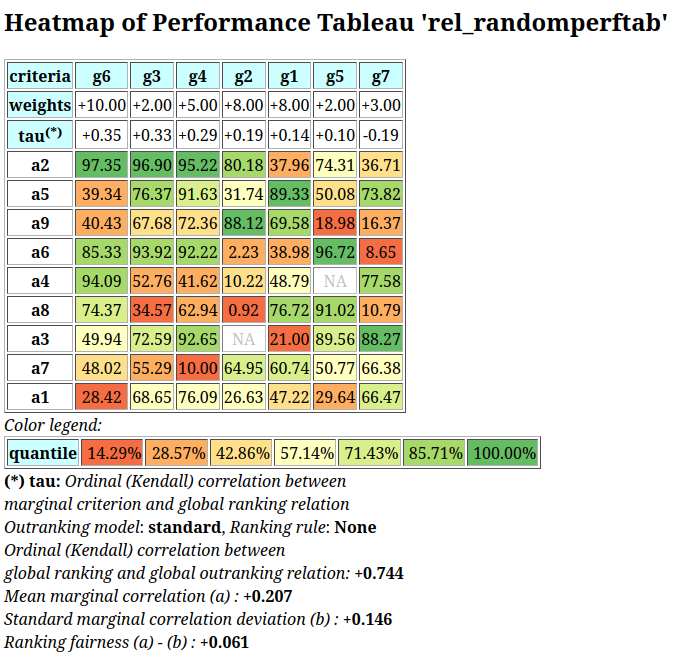 Heatmap of Performance Tableau 'rel_randomperftab'
criteria g6 g3 g4 g2 g1 g5 g7
weights +10.00 +2.00 +5.00 +8.00 +8.00 +2.00 +3.00
tau(*) +0.35 +0.33 +0.29 +0.19 +0.14 +0.10 -0.19
a2 97.35 96.90 95.22 80.18 37.96 74.31 36.71
a5 39.34 76.37 91.63 31.74 89.33 50.08 73.82
a9 40.43 67.68 72.36 88.12 69.58 18.98 16.37
a6 85.33 93.92 92.22 2.23 38.98 96.72 8.65
a4 94.09 52.76 41.62 10.22 48.79 NA 77.58
a8 74.37 34.57 62.94 0.92 76.72 91.02 10.79
a3 49.94 72.59 92.65 NA 21.00 89.56 88.27
a7 48.02 55.29 10.00 64.95 60.74 50.77 66.38
a1 28.42 68.65 76.09 26.63 47.22 29.64 66.47
Color legend:
quantile 14.29% 28.57% 42.86% 57.14% 71.43% 85.71% 100.00%
(*) tau: Ordinal (Kendall) correlation between
marginal criterion and global ranking relation
Outranking model: standard, Ranking rule: None
Ordinal (Kendall) correlation between
global ranking and global outranking relation: +0.744
Mean marginal correlation (a) : +0.207
Standard marginal correlation deviation (b) : +0.146
Ranking fairness (a) - (b) : +0.061